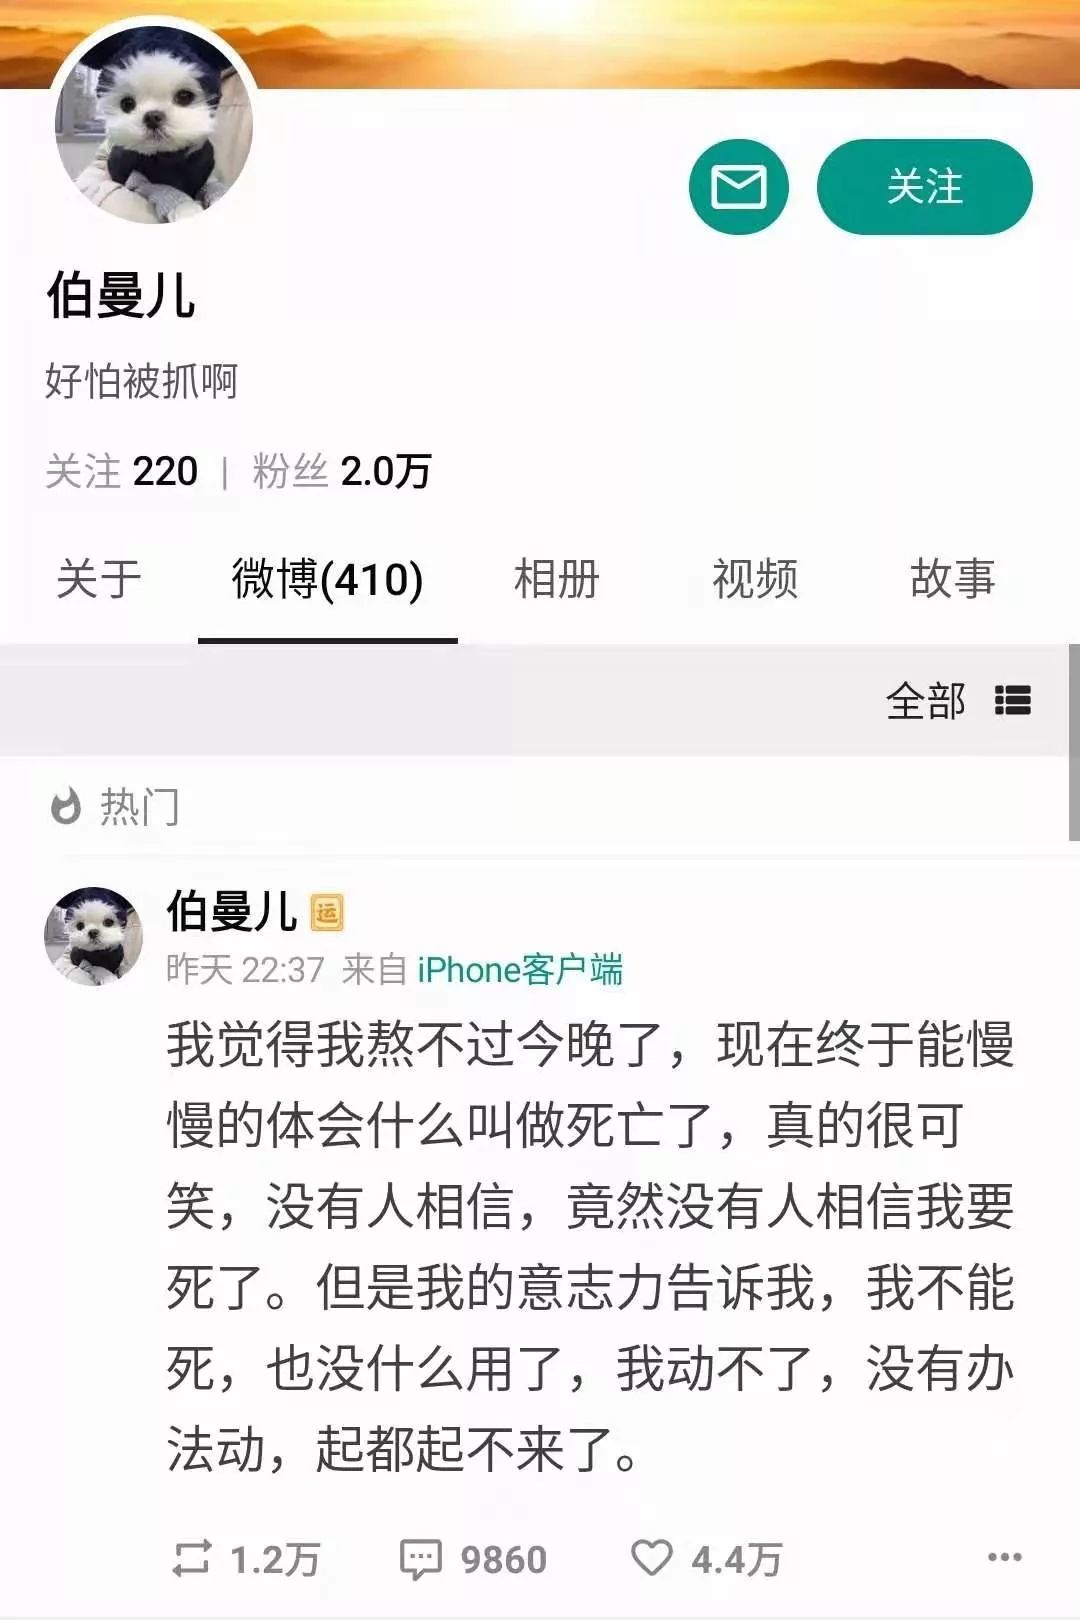 关注
伯曼儿
好怕被抓啊
关注 220 | 粉丝 2.0万
关于 微博(410) 相册 视频 故事
全部
热门
伯曼儿 运
昨天 22:37 来自 iPhone客户端
我觉得我熬不过今晚了，现在终于能慢
慢的体会什么叫做死亡了，真的很可
笑，没有人相信，竟然没有人相信我要
死了。但是我的意志力告诉我，我不能
死，也没什么用了，我动不了，没有办
法动，起都起不来了。
1.2万 9860 4.4万